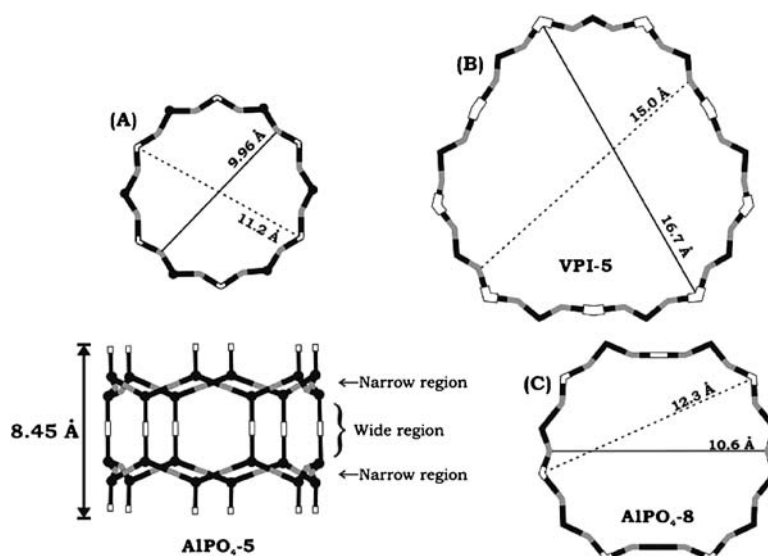 (A)
9.96 Å
11.2 Å
(B)
15.0 Å
16.7 Å
VPI-5
8.45 Å
←Narrow region
Wide region
←Narrow region
AlPO₄-5
(C)
12.3 Å
10.6 Å
AlPO₄-8